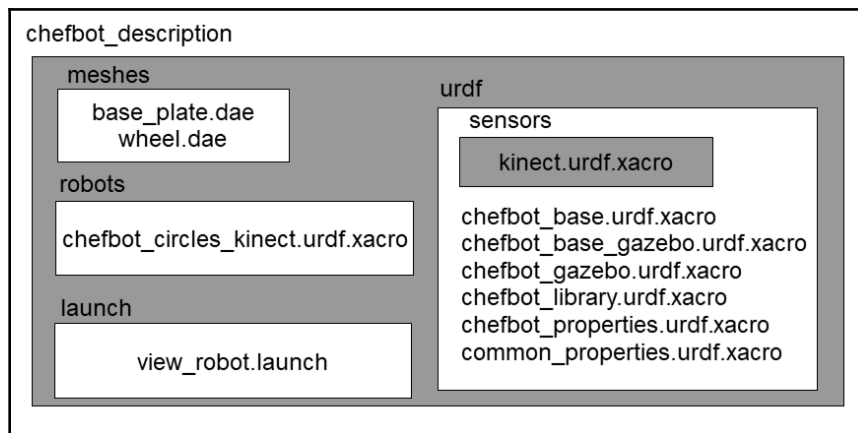 chefbot_description
meshes
base_plate.dae
wheel.dae
robots
chefbot_circles_kinect.urdf.xacro
launch
view_robot.launch
urdf
sensors
kinect.urdf.xacro
chefbot_base.urdf.xacro
chefbot_base_gazebo.urdf.xacro
chefbot_gazebo.urdf.xacro
chefbot_library.urdf.xacro
chefbot_properties.urdf.xacro
common_properties.urdf.xacro